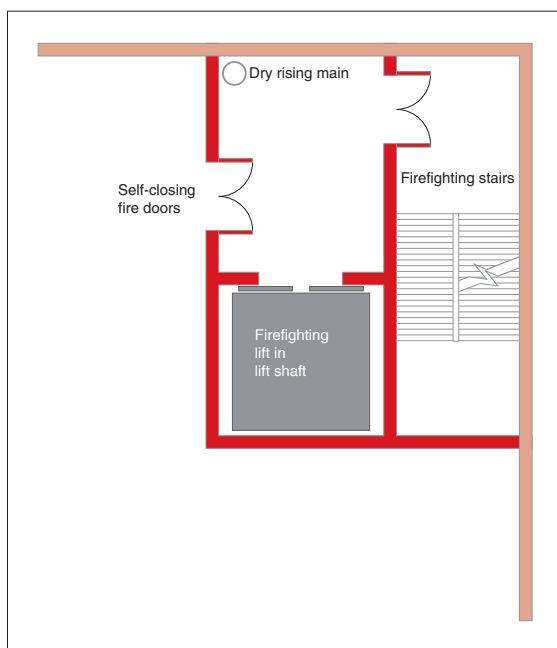 Dry rising main
Firefighting stairs
Self-closing
fire doors
Firefighting
lift in
lift shaft